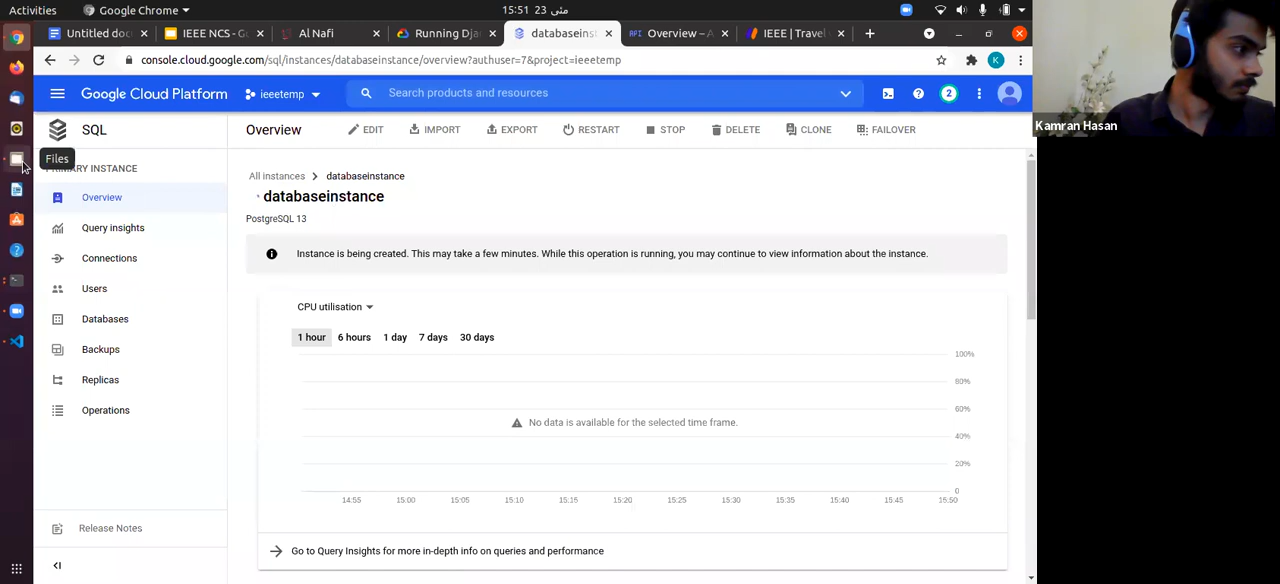 Activities
Google Chrome
15:51 23 مئی
Untitled doc
IEEE NCS - G
Al Nafi
Running Dja
databaseins
API Overview – A
IEEE | Travel
console.cloud.google.com/sql/instances/databaseinstance/overview?authuser=7&project=ieeetemp
K
Google Cloud Platform
ieeetemp
Search products and resources
2
Kamran Hasan
SQL
Overview
EDIT
IMPORT
EXPORT
RESTART
STOP
DELETE
CLONE
FAILOVER
Files
PRIMARY INSTANCE
Overview
Query insights
Connections
Users
Databases
Backups
Replicas
Operations
Release Notes
All instances
databaseinstance
databaseinstance
PostgreSQL 13
Instance is being created. This may take a few minutes. While this operation is running, you may continue to view information about the instance.
CPU utilisation
1 hour
6 hours
1 day
7 days
30 days
100%
80%
60%
40%
20%
0
No data is available for the selected time frame.
14:55
15:00
15:05
15:10
15:15
15:20
15:25
15:30
15:35
15:40
15:45
15:50
Go to Query Insights for more in-depth info on queries and performance